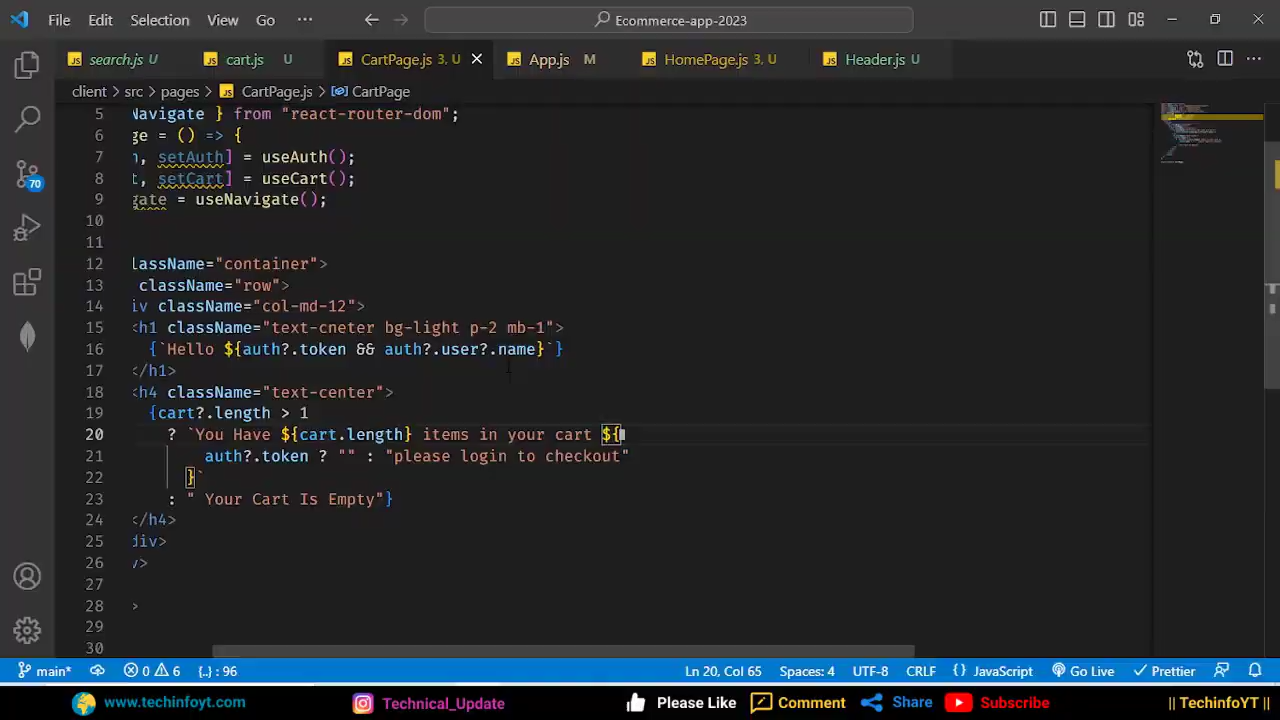 File Edit Selection View Go Ecommerce-app-2023
search.js U cart.js U CartPage.js 3, U App.js M HomePage.js 3, U Header.js U
client > src > pages > CartPage.js > CartPage
5 Navigate } from "react-router-dom";
6 ge = () => {
7 , setAuth] = useAuth();
8 t, setCart] = useCart();
9 gate = useNavigate();
10
11
12 lassName="container">
13 className="row">
14 iv className="col-md-12">
15 <h1 className="text-cneter bg-light p-2 mb-1">
16 {`Hello ${auth?.token && auth?.user?.name}`}
17 </h1>
18 <h4 className="text-center">
19 {cart?.length > 1
20 ? `You Have ${cart.length} items in your cart ${
21 auth?.token ? "" : "please login to checkout"
22 }`
23 : " Your Cart Is Empty"}
24 </h4>
25 div>
26 v>
27
28 >
29
30
70
main* 0 6 {..} : 96 Ln 20, Col 65 Spaces: 4 UTF-8 CRLF {} JavaScript Go Live Prettier
www.techinfoyt.com Technical_Update Please Like Comment Share Subscribe || TechinfoYT ||